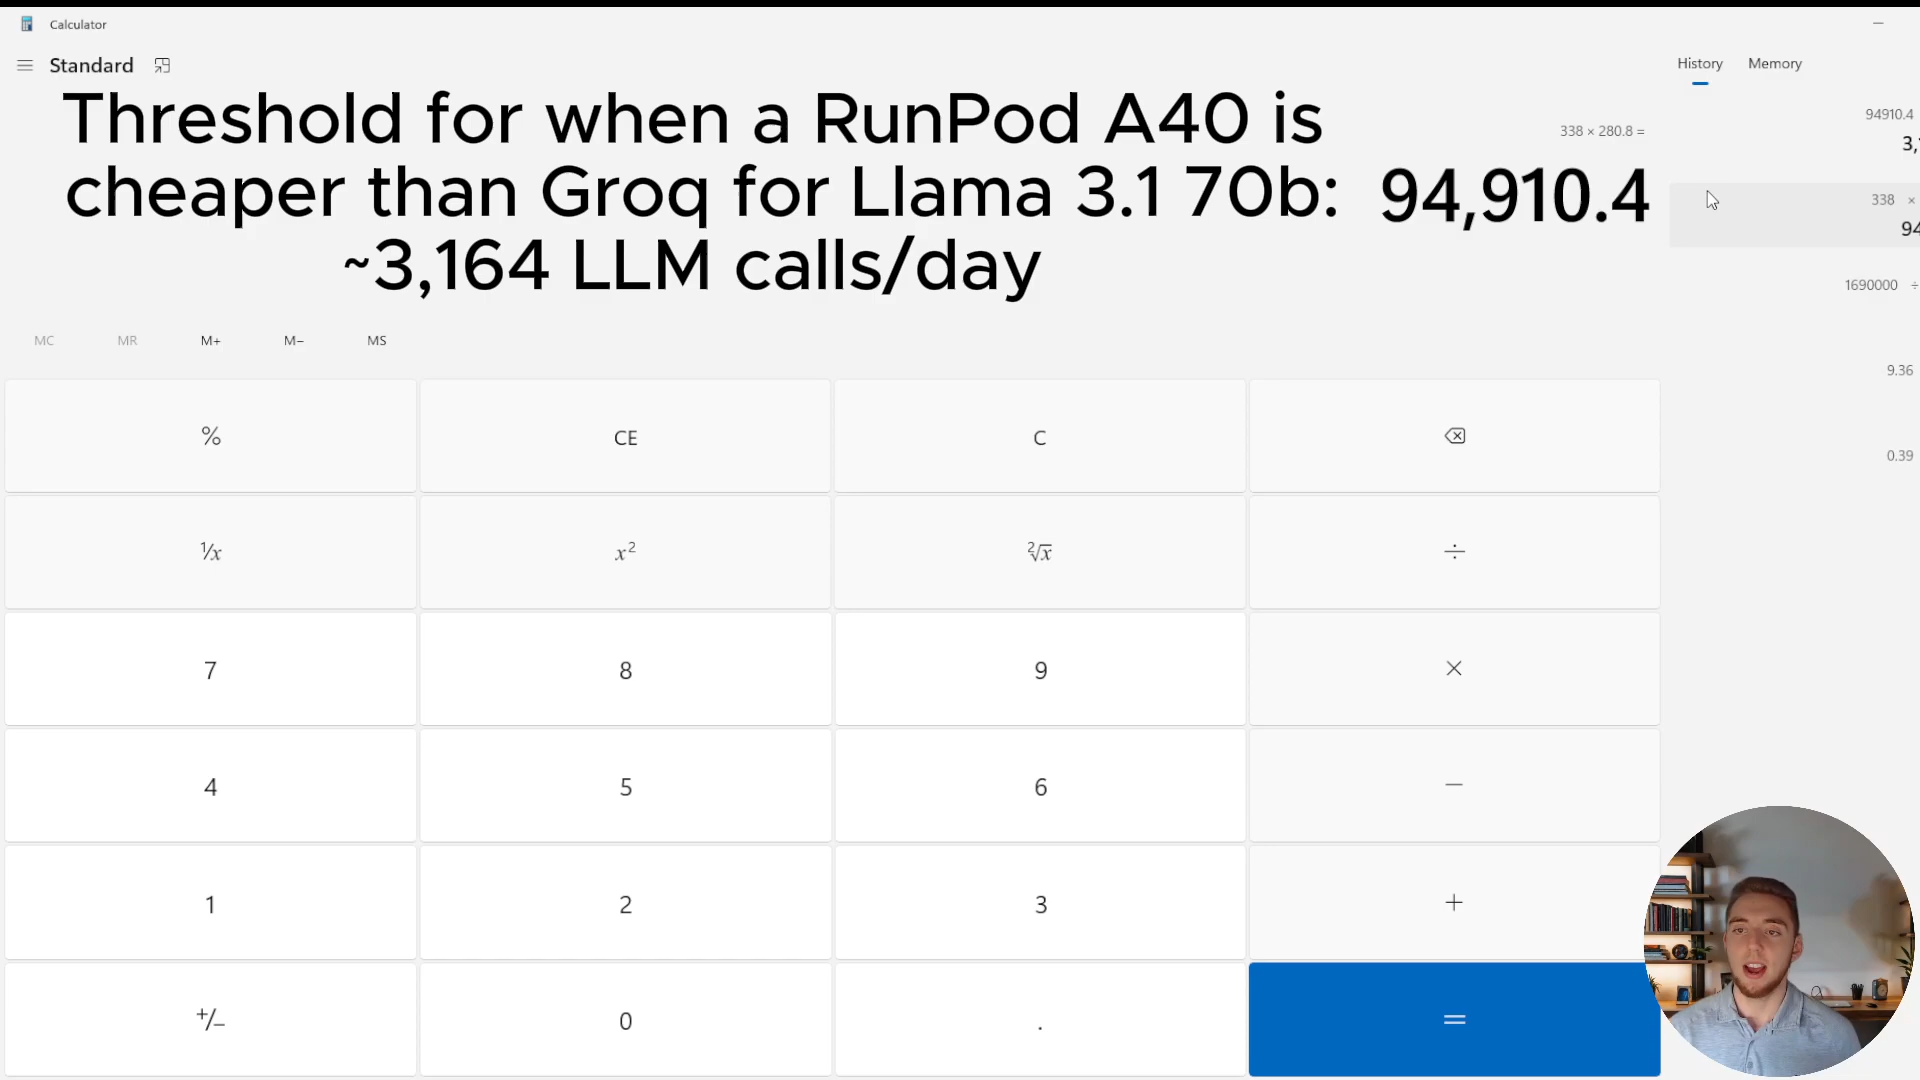 Calculator
Standard
History Memory
Threshold for when a RunPod A40 is
cheaper than Groq for Llama 3.1 70b:
~3,164 LLM calls/day
338 × 280.8 =
94,910.4
94910.4
338 ×
1690000 ÷
9.36
0.39
MC MR M+ M− MS
% CE C
¹/x x² ²√x ÷
7 8 9 ×
4 5 6 −
1 2 3 +
+/− 0 . =